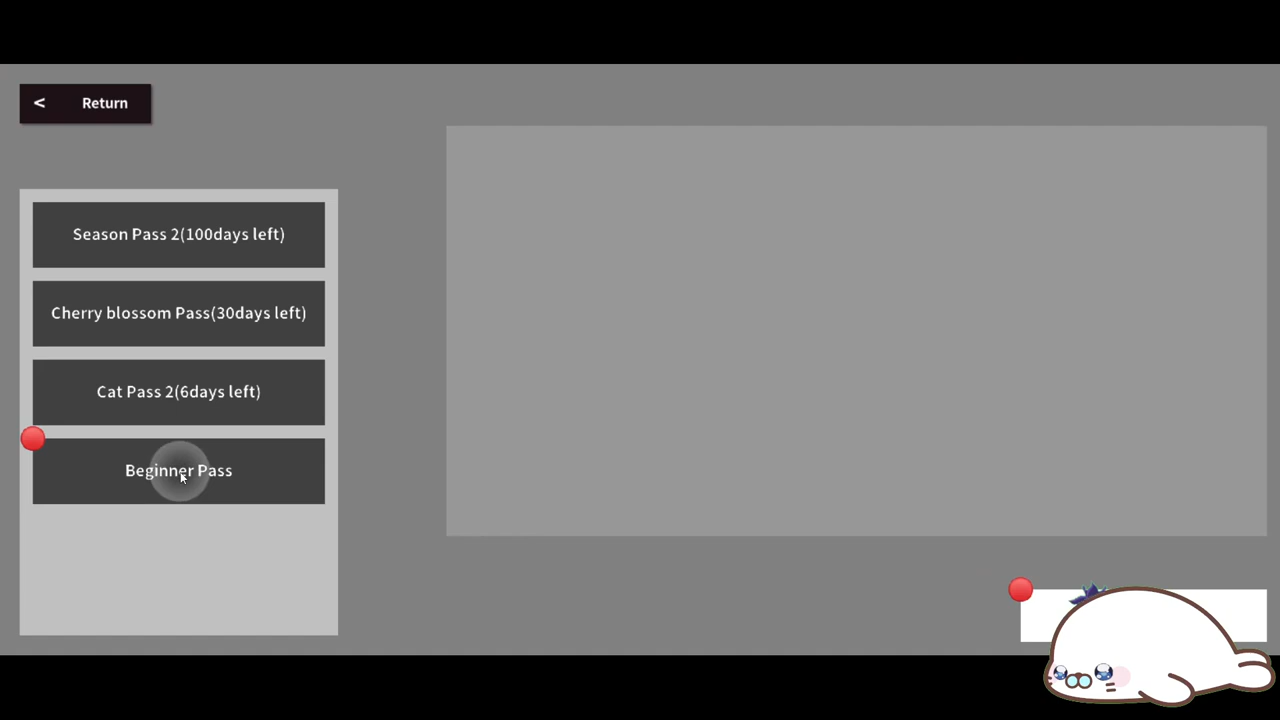 < Return
Season Pass 2(100days left)
Cherry blossom Pass(30days left)
Cat Pass 2(6days left)
Beginner Pass